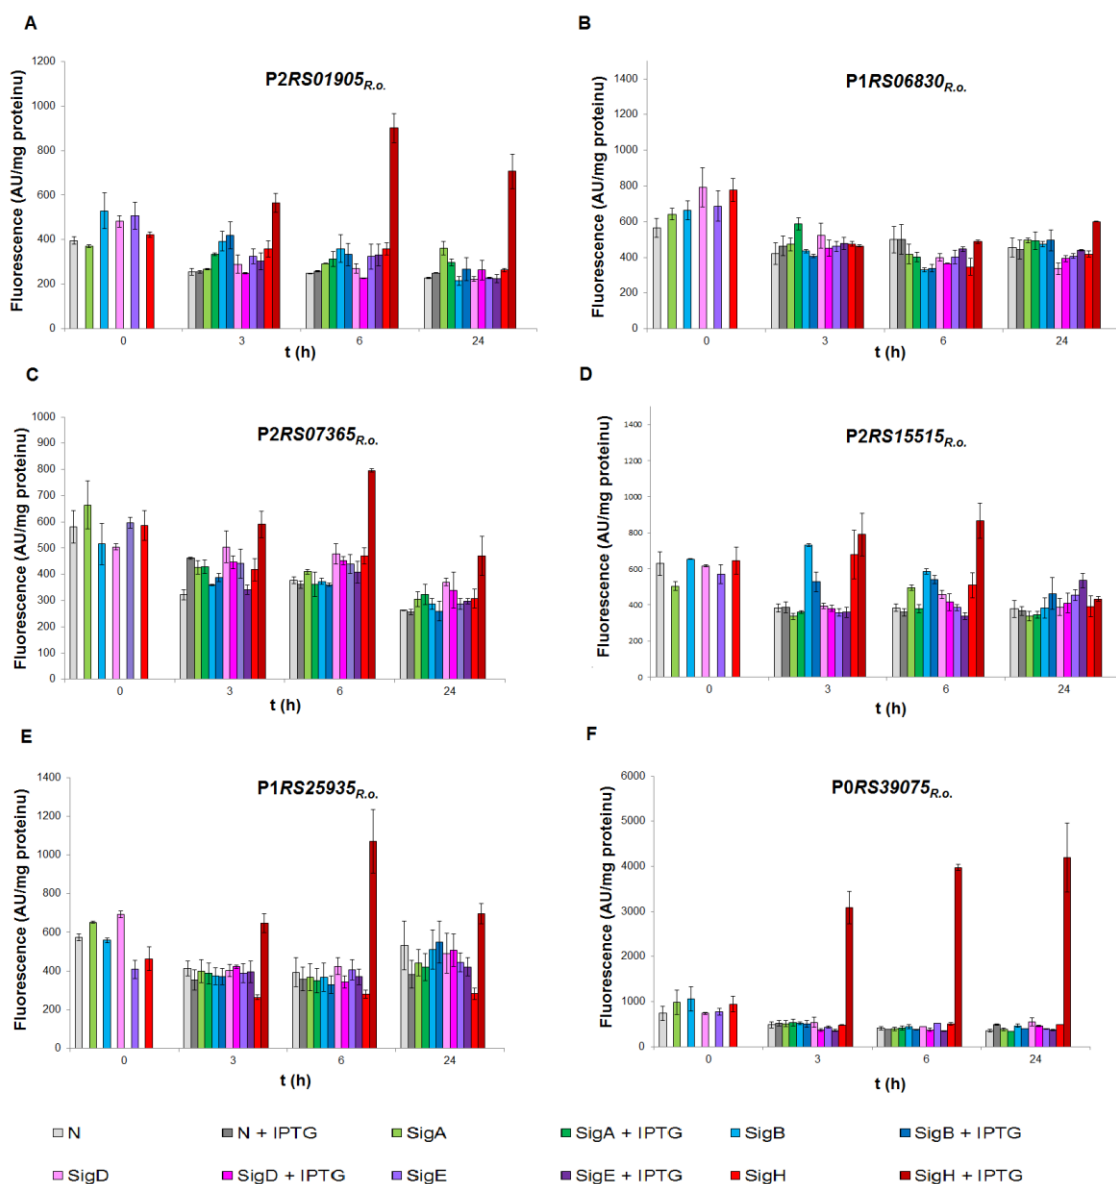 A
P2RS01905R.o.
Fluorescence (AU/mg proteinu)
1200
1000
800
600
400
200
0
0 3 6 24
t (h)
B
P1RS06830R.o.
Fluorescence (AU/mg proteinu)
1400
1200
1000
800
600
400
200
0
0 3 6 24
t (h)
C
P2RS07365R.o.
Fluorescence (AU/mg proteinu)
1000
900
800
700
600
500
400
300
200
100
0
0 3 6 24
t (h)
D
P2RS15515R.o.
Fluorescence (AU/mg proteinu)
1400
1200
1000
800
600
400
200
0
0 3 6 24
t (h)
E
P1RS25935R.o.
Fluorescence (AU/mg proteinu)
1400
1200
1000
800
600
400
200
0
0 3 6 24
t (h)
F
P0RS39075R.o.
Fluorescence (AU/mg proteinu)
6000
5000
4000
3000
2000
1000
0
0 3 6 24
t (h)
N N + IPTG SigA SigA + IPTG SigB SigB + IPTG
SigD SigD + IPTG SigE SigE + IPTG SigH SigH + IPTG